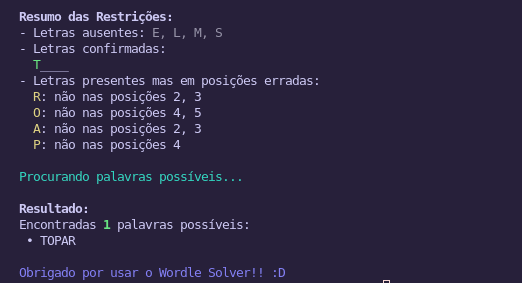 Resumo das Restrições:
- Letras ausentes: E, L, M, S
- Letras confirmadas:
T____
- Letras presentes mas em posições erradas:
R: não nas posições 2, 3
O: não nas posições 4, 5
A: não nas posições 2, 3
P: não nas posições 4
Procurando palavras possíveis...
Resultado:
Encontradas 1 palavras possíveis:
• TOPAR
Obrigado por usar o Wordle Solver!! :D